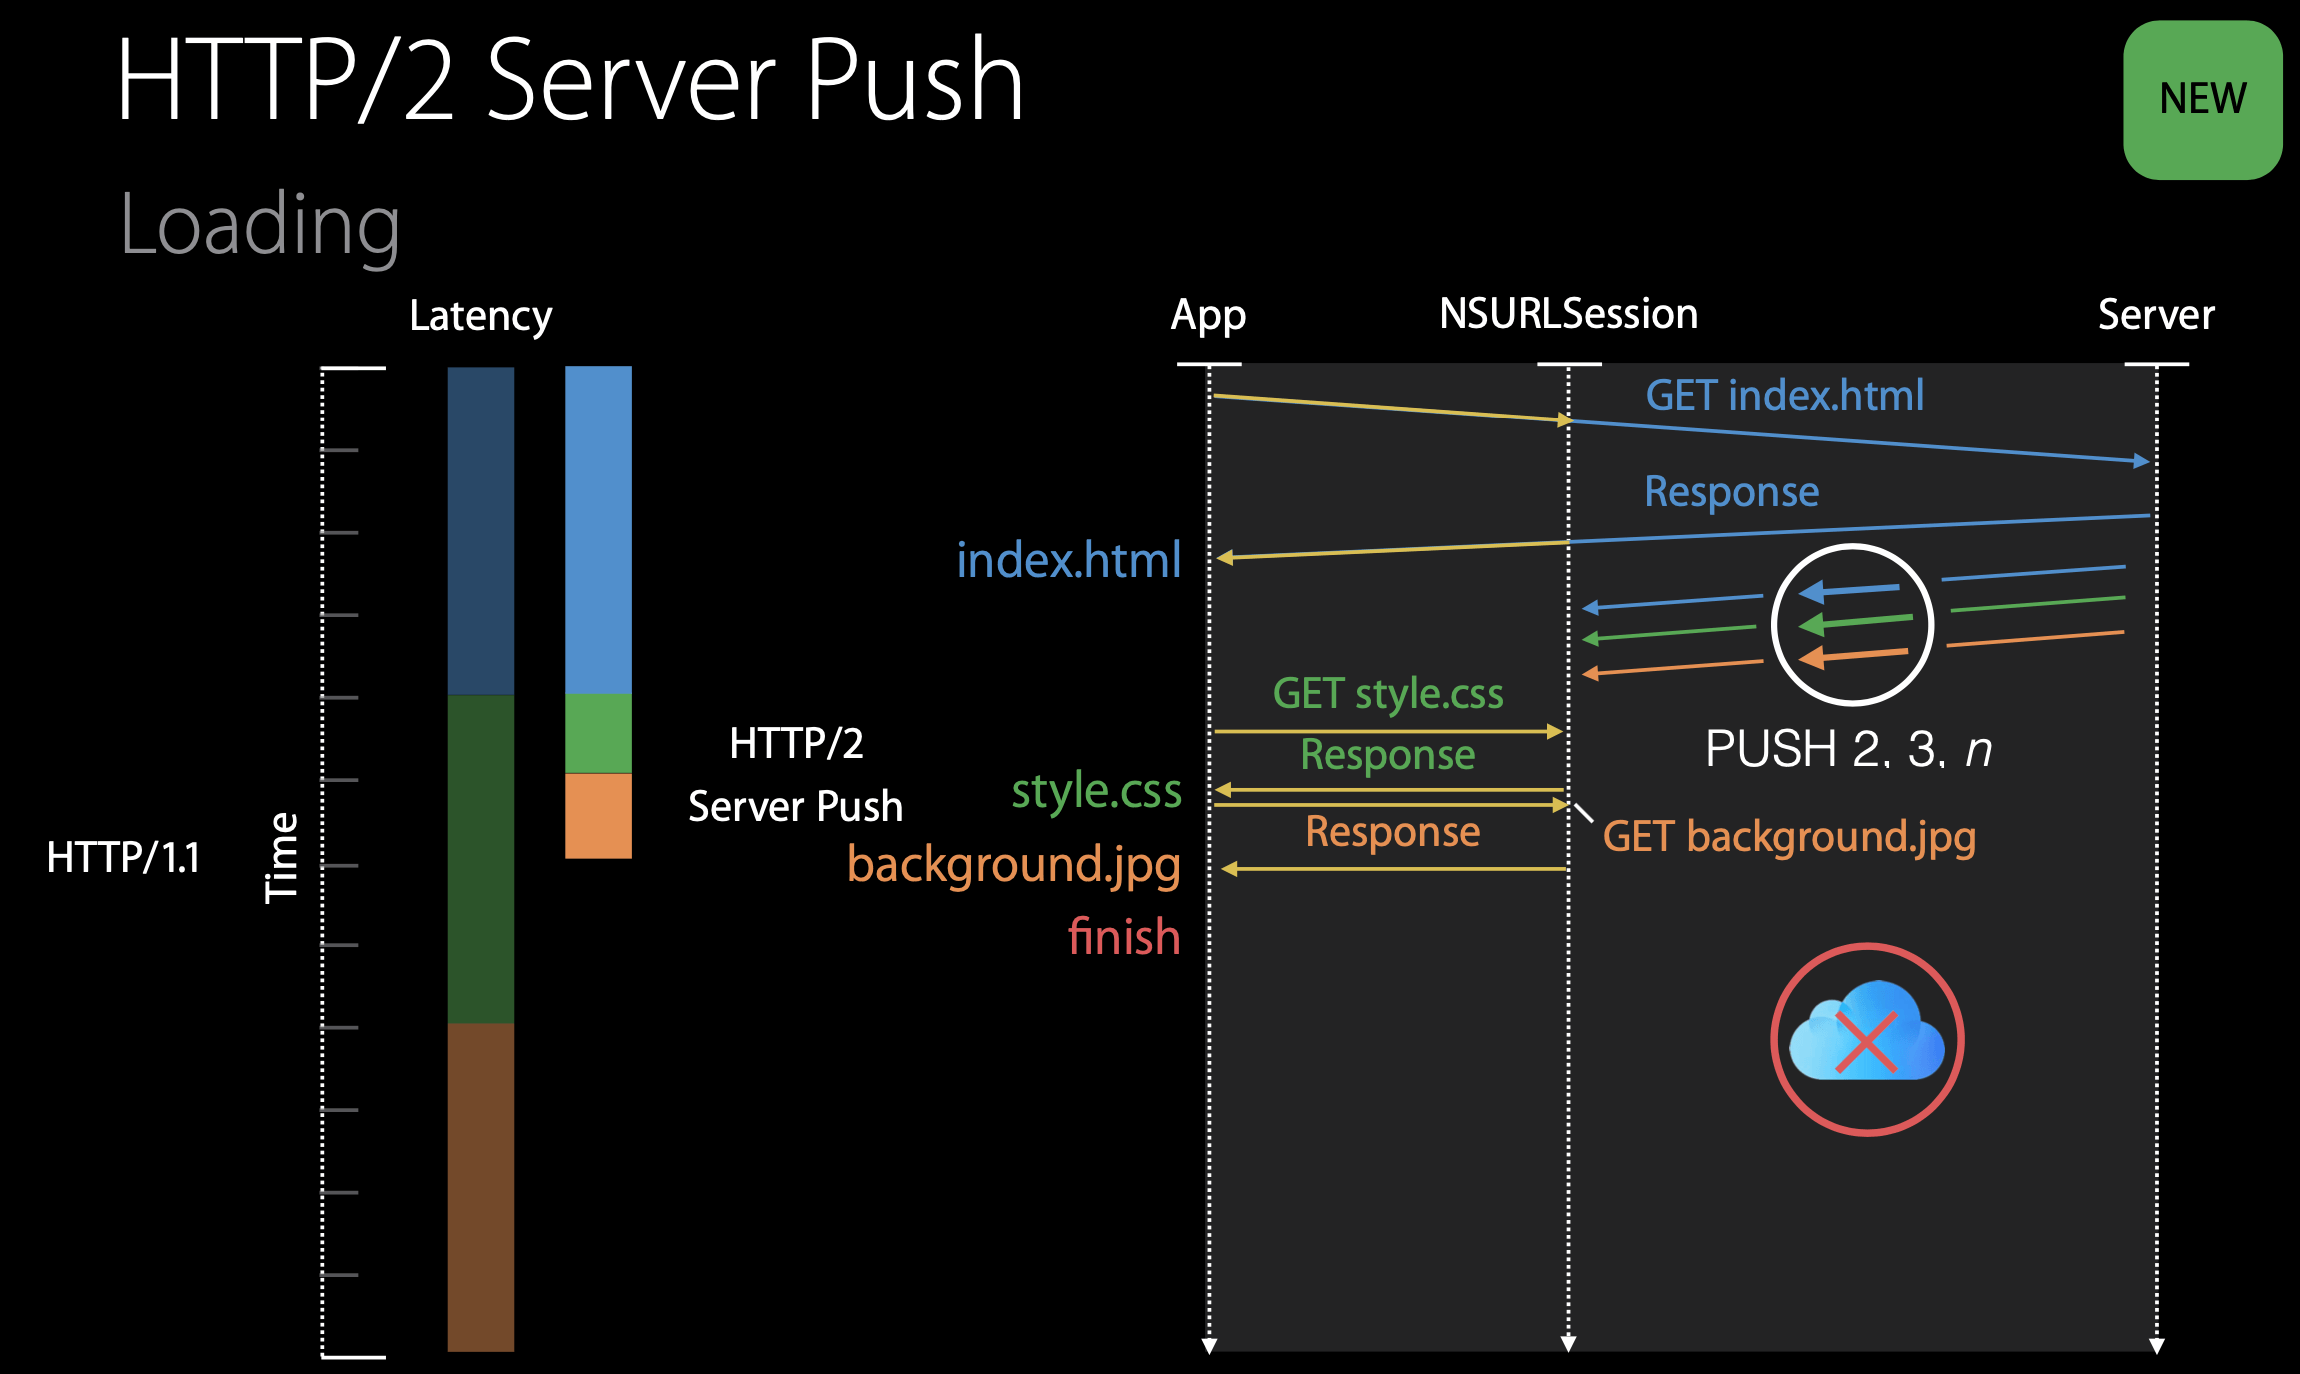 HTTP/2 Server Push
NEW
Loading
Latency
App
NSURLSession
Server
GET index.html
Response
index.html
GET style.css
HTTP/2
Server Push
Response
PUSH 2, 3, n
style.css
Response
GET background.jpg
HTTP/1.1
Time
background.jpg
finish